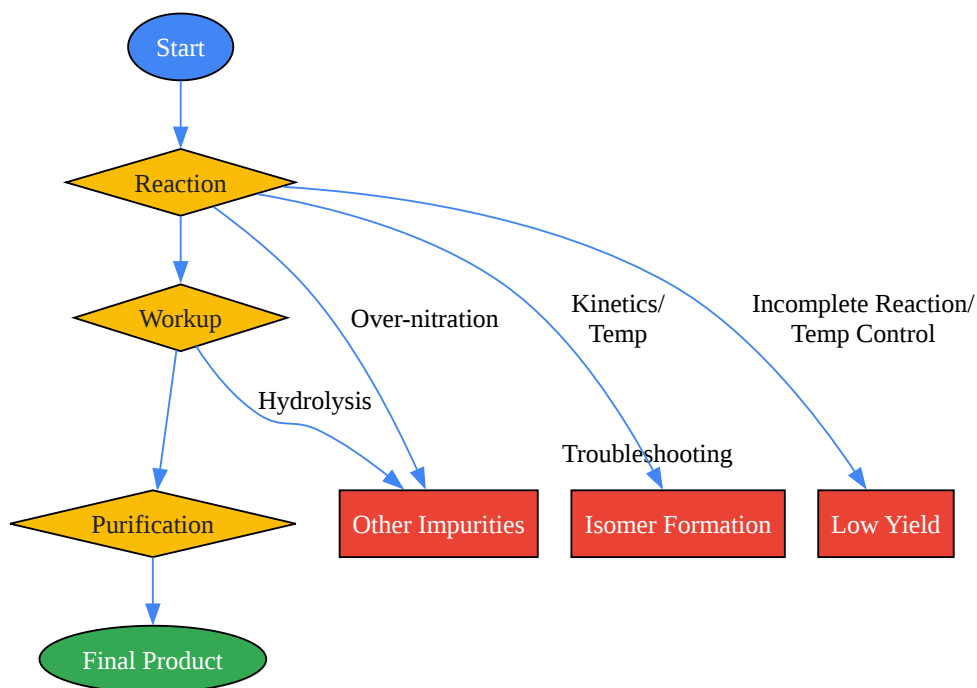 Start
Reaction
Workup
Over-nitration
Kinetics/
Temp
Incomplete Reaction/
Temp Control
Hydrolysis
Troubleshooting
Purification
Other Impurities
Isomer Formation
Low Yield
Final Product